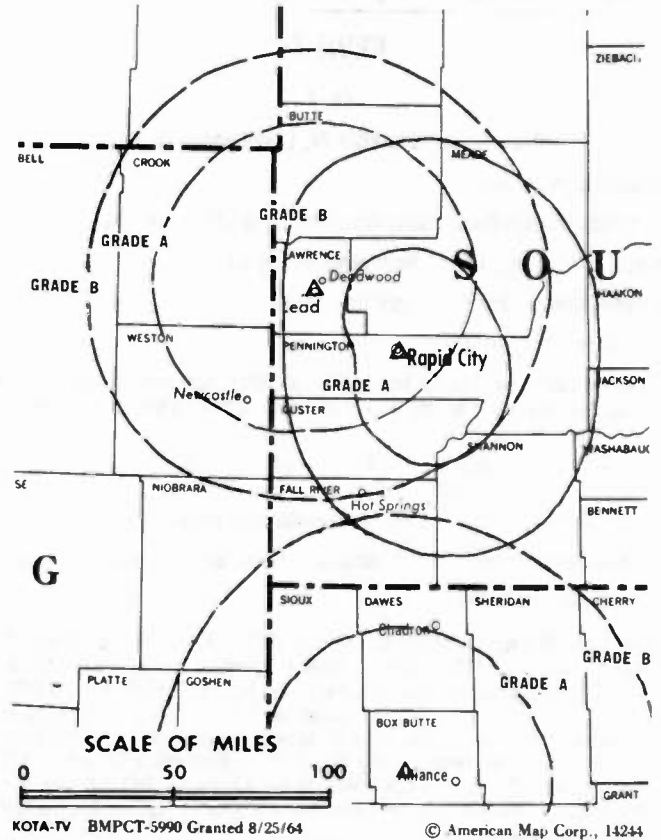 ZIEBACH
BUTTE
BELL
CROOK
MEADE
GRADE B
GRADE A
GRADE B
LAWRENCE
Deadwood
Lead
S O U
HAAKON
WESTON
PENNINGTON
Rapid City
GRADE A
JACKSON
Newcastle
CUSTER
SHANNON
WASHABAUG
SE
NIOBRARA
FALL RIVER
Hot Springs
BENNETT
G
SIOUX
DAWES
SHERIDAN
CHERRY
Chadron
GRADE B
PLATTE
GOSHEN
GRADE A
BOX BUTTE
SCALE OF MILES
0 50 100
Alliance
GRANT
KOTA-TV BMPCT-5990 Granted 8/25/64
© American Map Corp., 14244